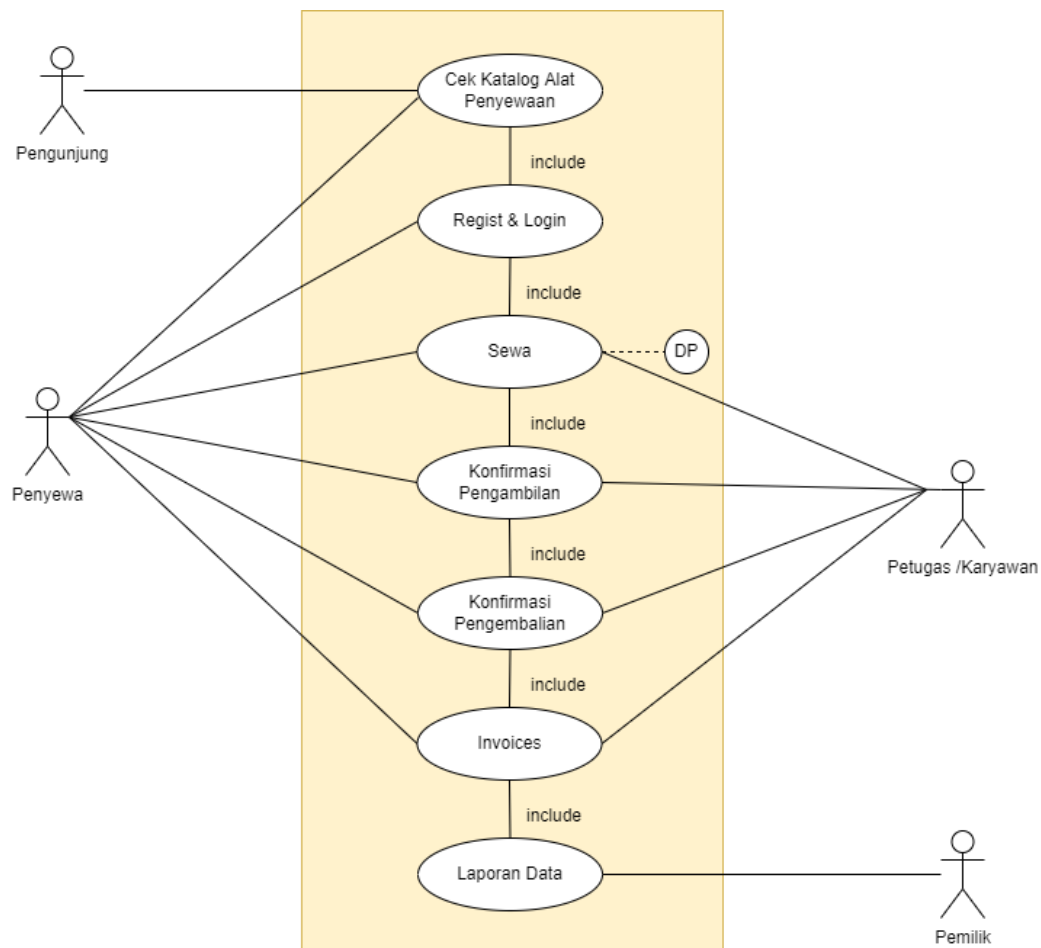 Cek Katalog Alat
Penyewaan
Pengunjung
include
Regist & Login
include
Sewa
DP
Penyewa
include
Konfirmasi
Pengambilan
Petugas /Karyawan
include
Konfirmasi
Pengembalian
include
Invoices
include
Laporan Data
Pemilik